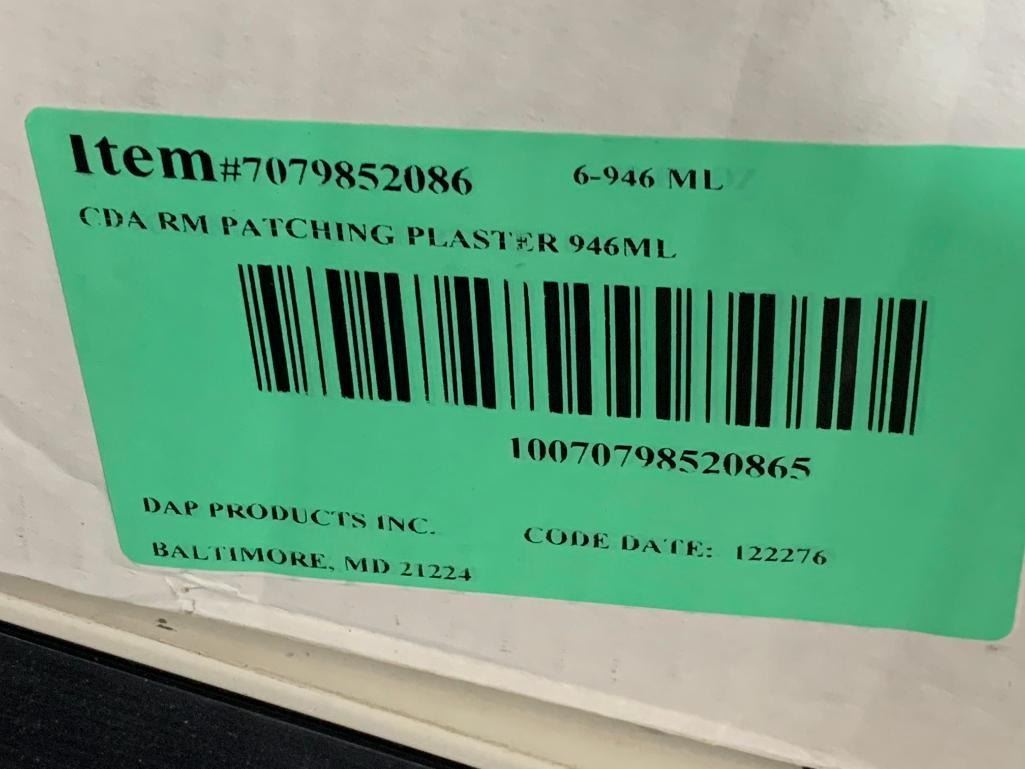 Item#7079852086 6-946 ML
CDA RM PATCHING PLASTER 946ML
10070798520865
DAP PRODUCTS INC.
CODE DATE: 122276
BALTIMORE, MD 21224